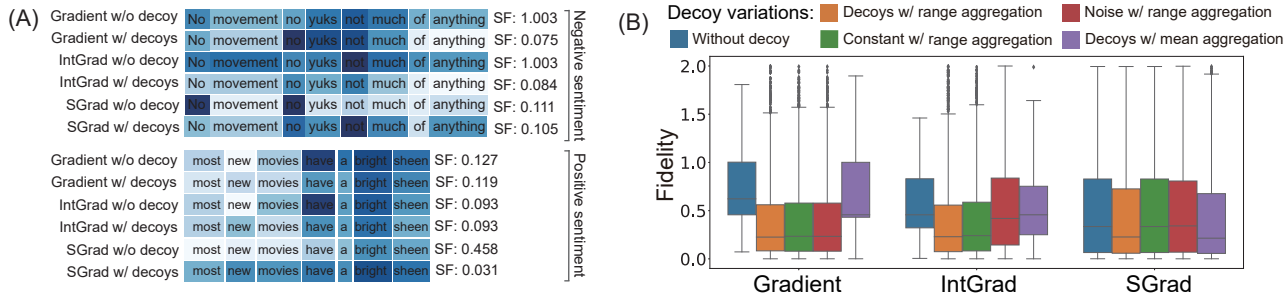 (A)
Gradient w/o decoy No movement no yuks not much of anything SF: 1.003
Gradient w/ decoys No movement no yuks not much of anything SF: 0.075
IntGrad w/o decoy No movement no yuks not much of anything SF: 1.003
IntGrad w/ decoys No movement no yuks not much of anything SF: 0.084
SGrad w/o decoy No movement no yuks not much of anything SF: 0.111
SGrad w/ decoys No movement no yuks not much of anything SF: 0.105
Negative sentiment
Gradient w/o decoy most new movies have a bright sheen SF: 0.127
Gradient w/ decoys most new movies have a bright sheen SF: 0.119
IntGrad w/o decoy most new movies have a bright sheen SF: 0.093
IntGrad w/ decoys most new movies have a bright sheen SF: 0.093
SGrad w/o decoy most new movies have a bright sheen SF: 0.458
SGrad w/ decoys most new movies have a bright sheen SF: 0.031
Positive sentiment
(B)
Decoy variations:
Decoys w/ range aggregation
Noise w/ range aggregation
Without decoy
Constant w/ range aggregation
Decoys w/ mean aggregation
Fidelity
2.0
1.5
1.0
0.5
0.0
Gradient IntGrad SGrad